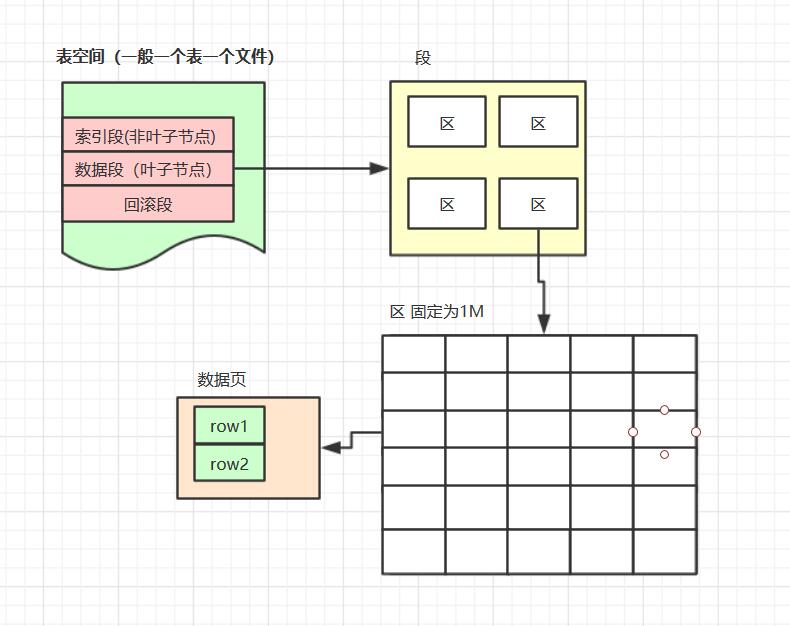 表空间（一般一个表一个文件）
段
索引段(非叶子节点)
数据段（叶子节点）
回滚段
区
区
区
区
区 固定为1M
数据页
row1
row2